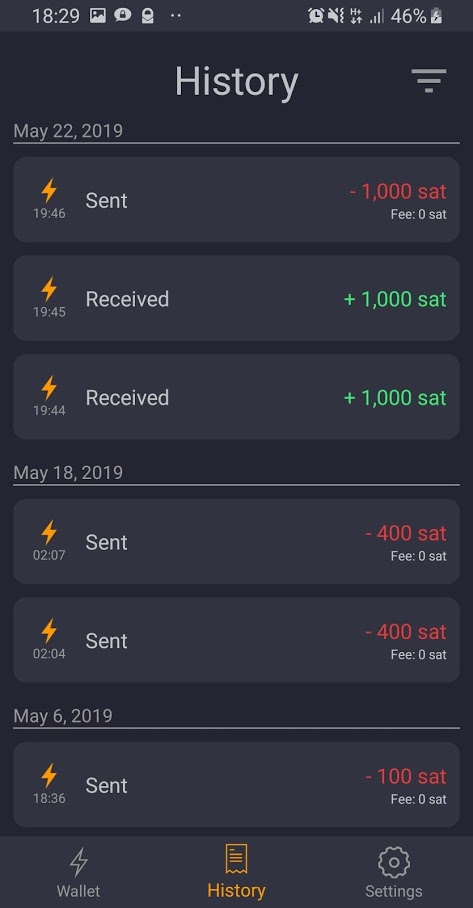 18:29 46%
History
May 22, 2019
- 1,000 sat
Sent
19:46 Fee: 0 sat
Received + 1,000 sat
19:45
Received + 1,000 sat
19:44
May 18, 2019
- 400 sat
Sent
02:07 Fee: 0 sat
- 400 sat
Sent
02:04 Fee: 0 sat
May 6, 2019
- 100 sat
Sent
18:36 Fee: 0 sat
Wallet History Settings